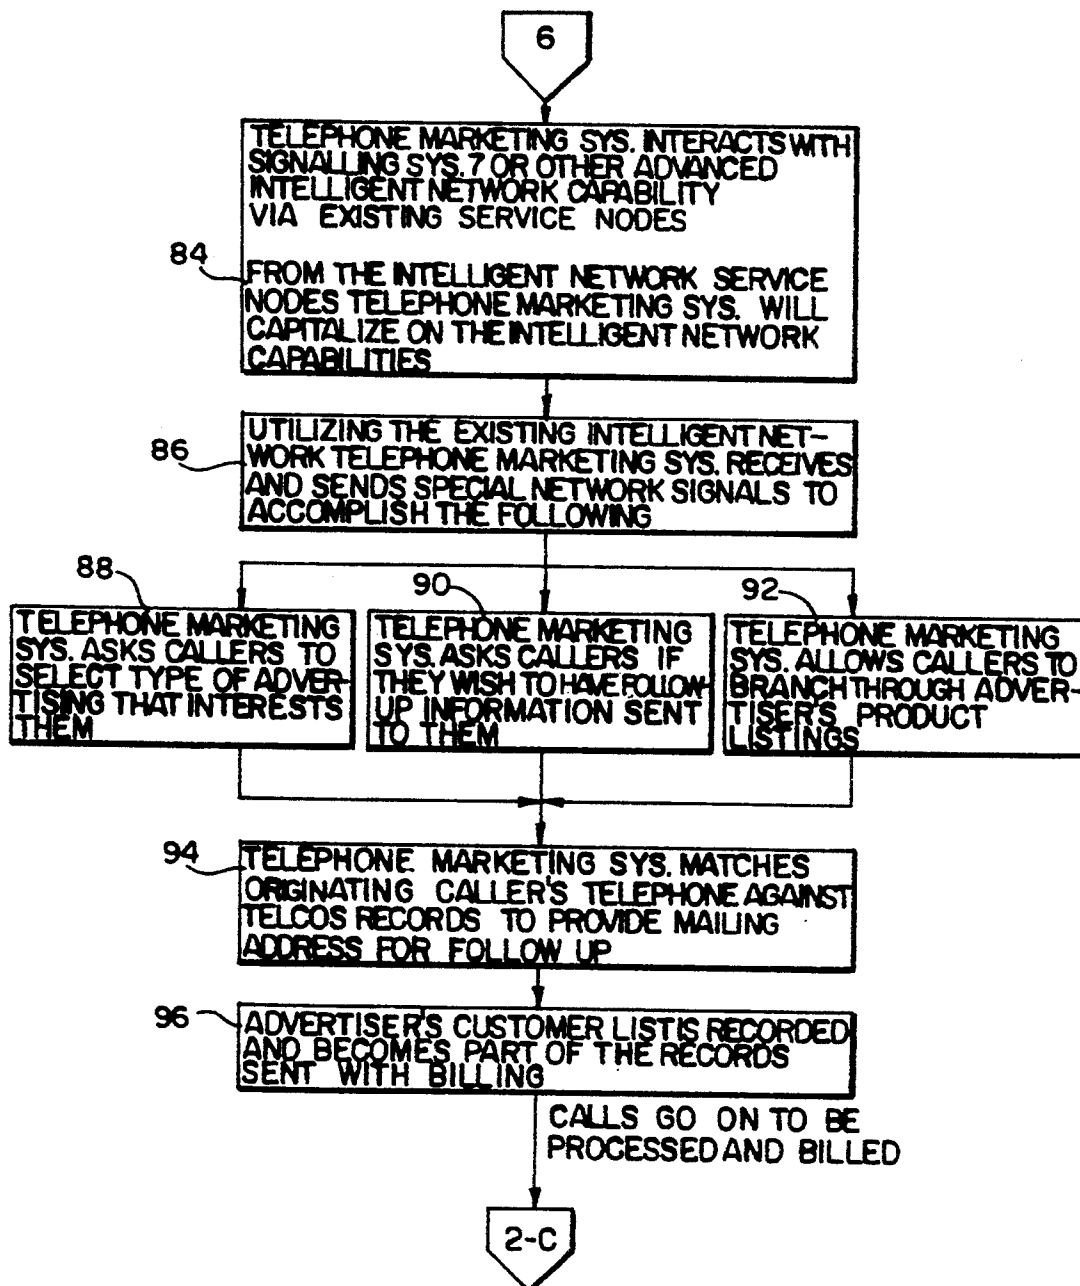 6
TELEPHONE MARKETING SYS. INTERACTS WITH
SIGNALLING SYS. 7 OR OTHER ADVANCED
INTELLIGENT NETWORK CAPABILITY
VIA EXISTING SERVICE NODES
84
FROM THE INTELLIGENT NETWORK SERVICE
NODES TELEPHONE MARKETING SYS. WILL
CAPITALIZE ON THE INTELLIGENT NETWORK
CAPABILITIES
86
UTILIZING THE EXISTING INTELLIGENT NET-
WORK TELEPHONE MARKETING SYS. RECEIVES
AND SENDS SPECIAL NETWORK SIGNALS TO
ACCOMPLISH THE FOLLOWING
88
TELEPHONE MARKETING
SYS. ASKS CALLERS TO
SELECT TYPE OF ADVER-
TISING THAT INTERESTS
THEM
90
TELEPHONE MARKETING
SYS. ASKS CALLERS IF
THEY WISH TO HAVE FOLLOW-
UP INFORMATION SENT
TO THEM
92
TELEPHONE MARKETING
SYS. ALLOWS CALLERS TO
BRANCH THROUGH ADVER-
TISER'S PRODUCT
LISTINGS
94
TELEPHONE MARKETING SYS. MATCHES
ORIGINATING CALLER'S TELEPHONE AGAINST
TELCOS RECORDS TO PROVIDE MAILING
ADDRESS FOR FOLLOW UP
96
ADVERTISER'S CUSTOMER LIST IS RECORDED
AND BECOMES PART OF THE RECORDS
SENT WITH BILLING
CALLS GO ON TO BE
PROCESSED AND BILLED
2-C